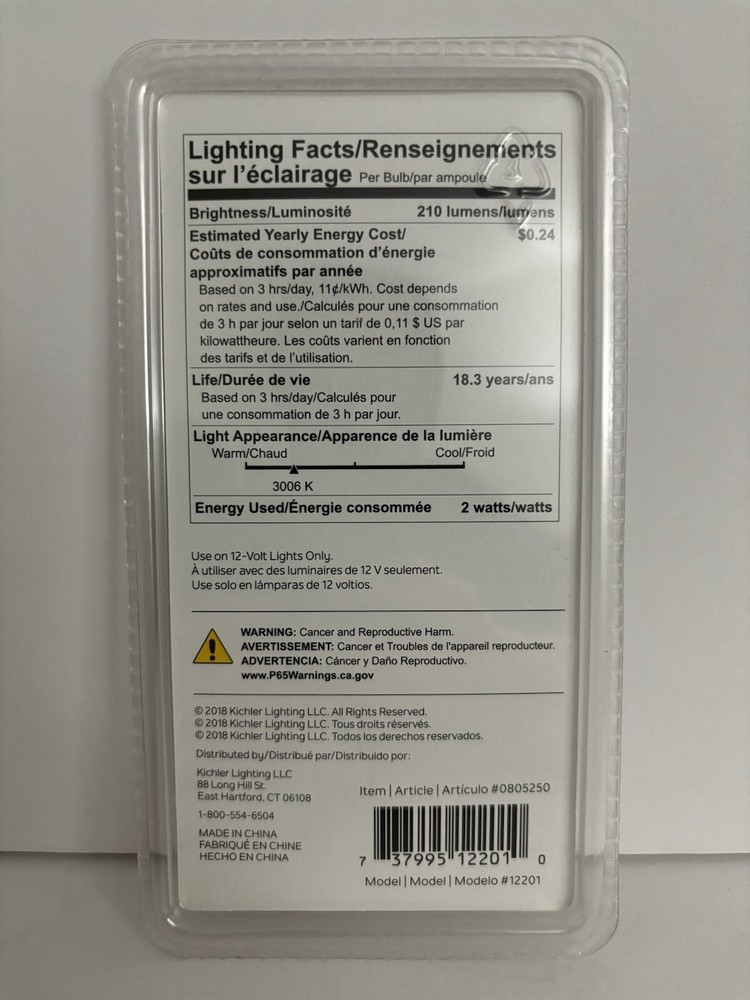 Lighting Facts/Renseignements
sur l'éclairage Per Bulb/par ampoule
Brightness/Luminosité 210 lumens/lumens
Estimated Yearly Energy Cost/ $0.24
Coûts de consommation d'énergie
approximatifs par année
Based on 3 hrs/day, 11¢/kWh. Cost depends
on rates and use./Calculés pour une consommation
de 3 h par jour selon un tarif de 0,11 $ US par
kilowattheure. Les coûts varient en fonction
des tarifs et de l'utilisation.
Life/Durée de vie 18.3 years/ans
Based on 3 hrs/day/Calculés pour
une consommation de 3 h par jour.
Light Appearance/Apparence de la lumière
Warm/Chaud Cool/Froid
3006 K
Energy Used/Énergie consommée 2 watts/watts
Use on 12-Volt Lights Only.
À utiliser avec des luminaires de 12 V seulement.
Use solo en lámparas de 12 voltios.
WARNING: Cancer and Reproductive Harm.
AVERTISSEMENT: Cancer et Troubles de l'appareil reproducteur.
ADVERTENCIA: Cáncer y Daño Reproductivo.
www.P65Warnings.ca.gov
© 2018 Kichler Lighting LLC. All Rights Reserved.
© 2018 Kichler Lighting LLC. Tous droits réservés.
© 2018 Kichler Lighting LLC. Todos los derechos reservados.
Distributed by/Distribué par/Distribuido por:
Kichler Lighting LLC
88 Long Hill St.
East Hartford, CT 06108
1-800-554-6504
MADE IN CHINA
FABRIQUÉ EN CHINE
HECHO EN CHINA
Item | Article | Artículo #0805250
7 37995 12201 0
Model | Model | Modelo #12201